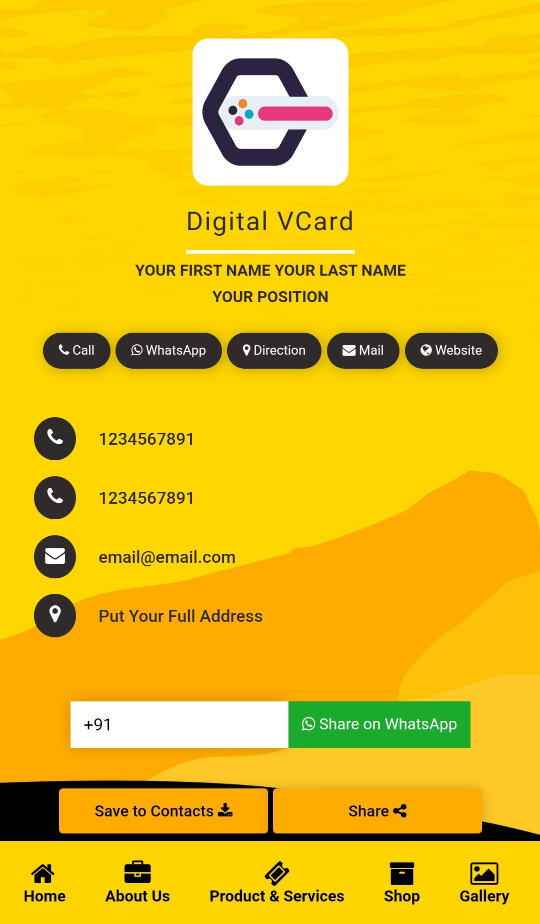 Digital VCard
YOUR FIRST NAME YOUR LAST NAME
YOUR POSITION
Call WhatsApp Direction Mail Website
1234567891
1234567891
email@email.com
Put Your Full Address
+91 Share on WhatsApp
Save to Contacts Share
Home About Us Product & Services Shop Gallery